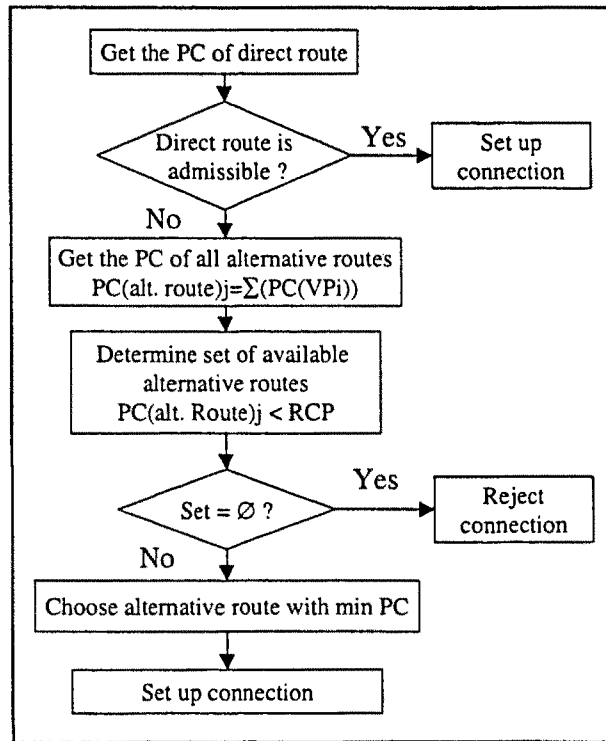 Get the PC of direct route
Direct route is
admissible ?
Yes
Set up
connection
No
Get the PC of all alternative routes
PC(alt. route)j=∑(PC(VPi))
Determine set of available
alternative routes
PC(alt. Route)j < RCP
Set = ∅ ?
Yes
Reject
connection
No
Choose alternative route with min PC
Set up connection